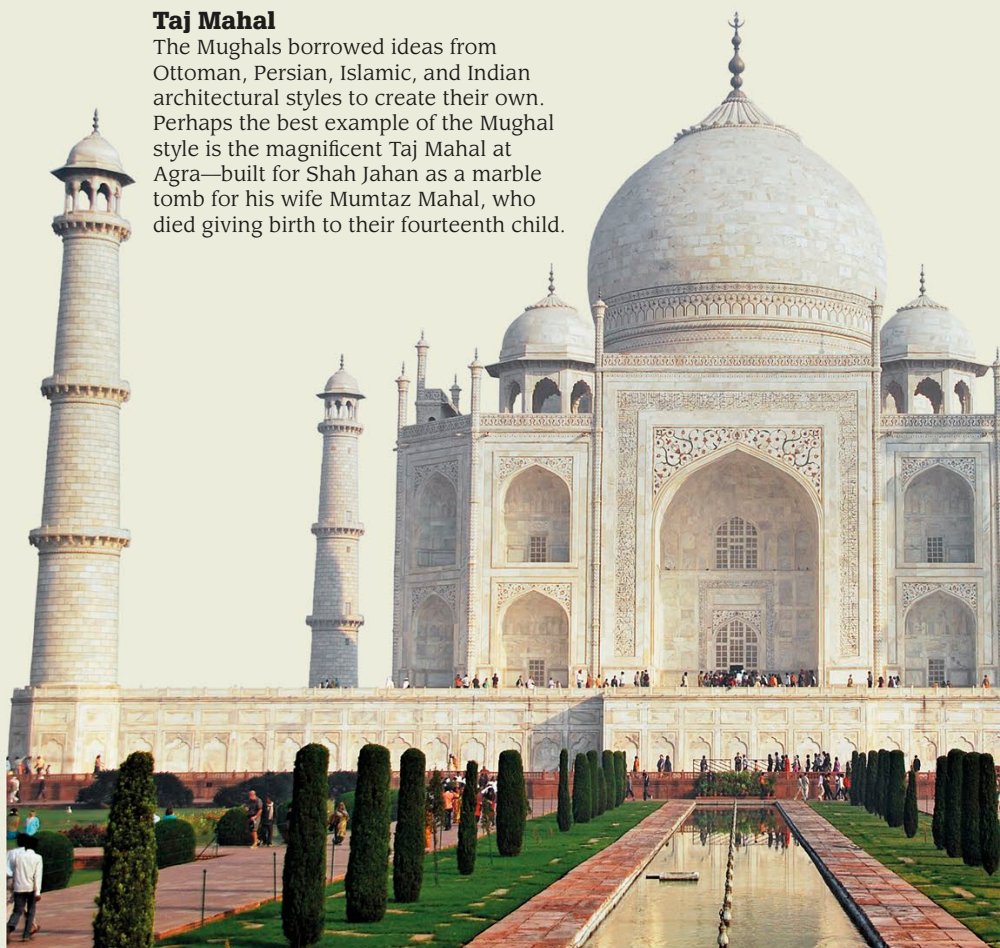 Taj Mahal
The Mughals borrowed ideas from
Ottoman, Persian, Islamic, and Indian
architectural styles to create their own.
Perhaps the best example of the Mughal
style is the magnificent Taj Mahal at
Agra—built for Shah Jahan as a marble
tomb for his wife Mumtaz Mahal, who
died giving birth to their fourteenth child.